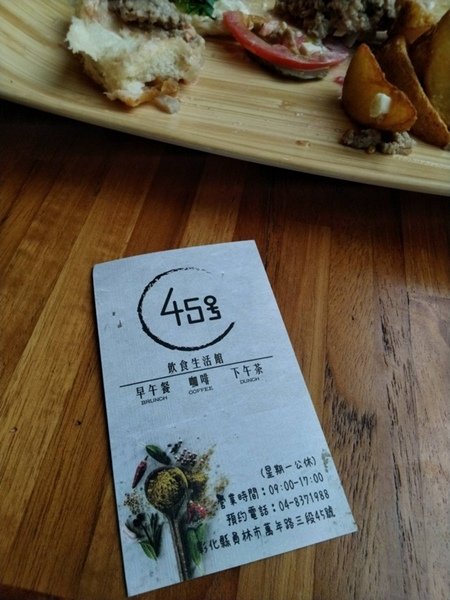 45号
飲食生活館
早午餐 咖啡 下午茶
BRUNCH COFFEE DUNCH
(星期一公休)
營業時間：09:00-17:00
預約電話：04-8371988
彰化縣員林市萬年路三段45號